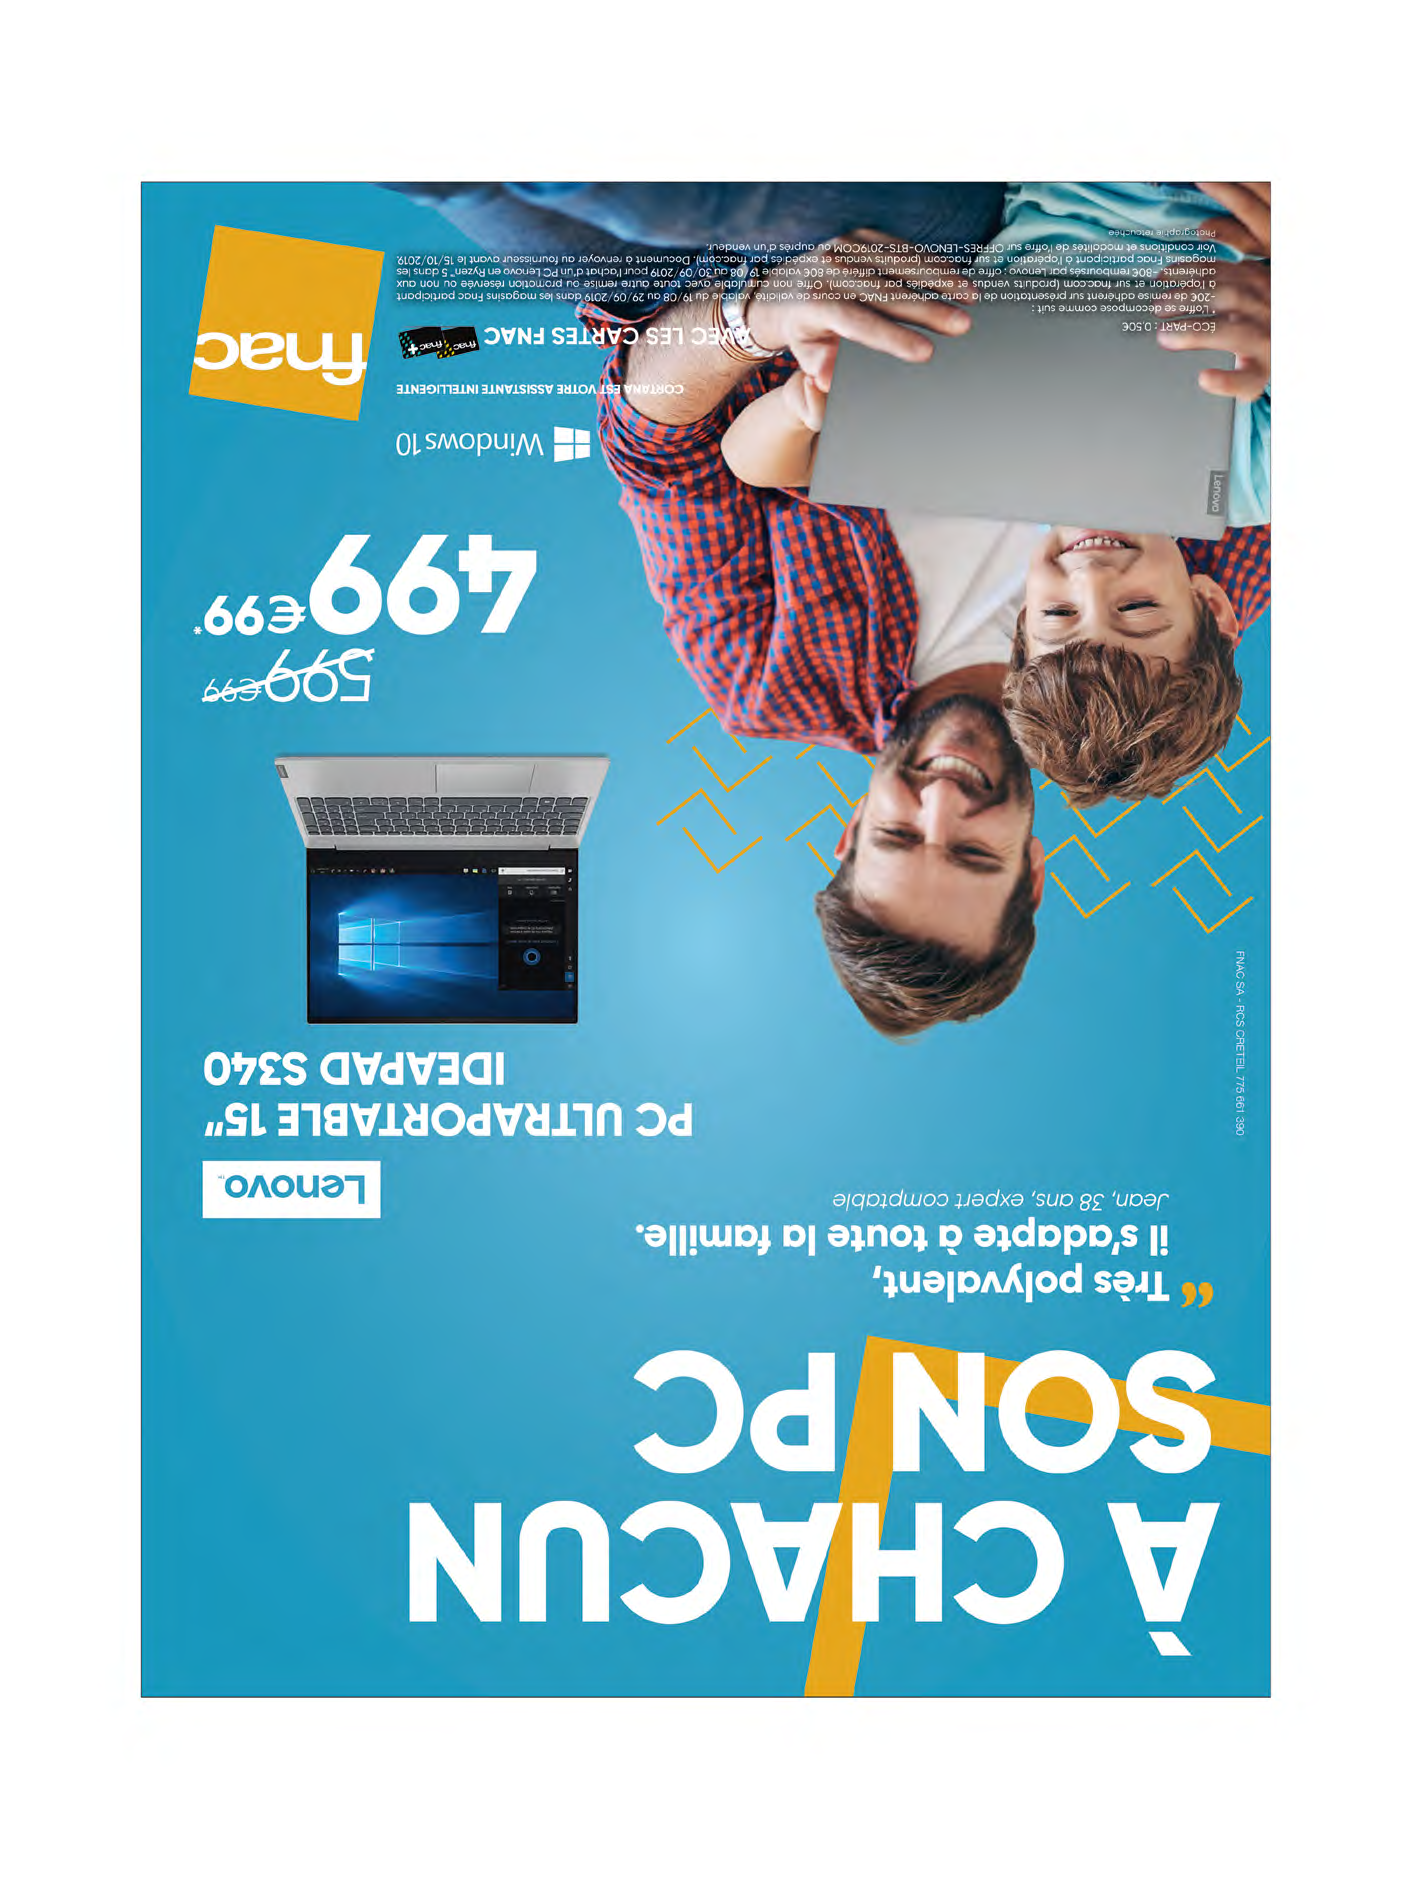 À CHACUN
SON PC
“ Très polyvalent,
il s’adapte à toute la famille.
Jean, 38 ans, expert comptable
Lenovo™
PC ULTRAPORTABLE 15’’
IDEAPAD S340
FNAC SA - RCS CRETEIL 775 661 390
599€99
499€99*
Lenovo
Windows 10
CORTANA EST VOTRE ASSISTANTE INTELLIGENTE
AVEC LES CARTES FNAC
fnac
fnac
fnac
ÉCO-PART : 0,50€
* L’offre se décompose comme suit :
-20€ de remise adhérent sur présentation de la carte adhérent FNAC en cours de validité, valable du 19/08 au 29/09/2019 dans les magasins Fnac participant
à l’opération et sur fnac.com (produits vendus et expédiés par fnac.com). Offre non cumulable avec toute autre remise ou promotion réservée ou non aux
adhérents. -80€ remboursés par Lenovo : offre de remboursement différé de 80€ valable 19/08 au 30/09/2019 pour l’achat d’un PC Lenovo en Ryzen™ 5 dans les
magasins Fnac participant à l’opération et sur fnac.com (produits vendus et expédiés par fnac.com). Document à renvoyer au fournisseur avant le 15/10/2019.
Voir conditions et modalités de l’offre sur OFFRES-LENOVO-BTS-2019.COM ou auprès d’un vendeur.
Photographie retouchée